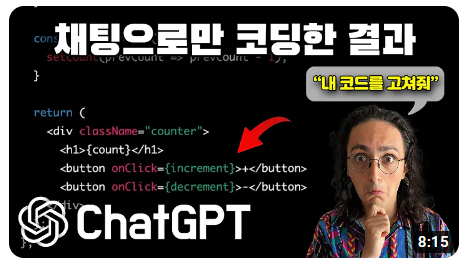 채팅으로만 코딩한 결과
"내 코드를 고쳐줘"
setCount(prevCount => prevCount - 1);
}
return (
<div className="counter">
<h1>{count}</h1>
<button onClick={increment}>+</button>
<button onClick={decrement}>-</button>
ChatGPT
8:15